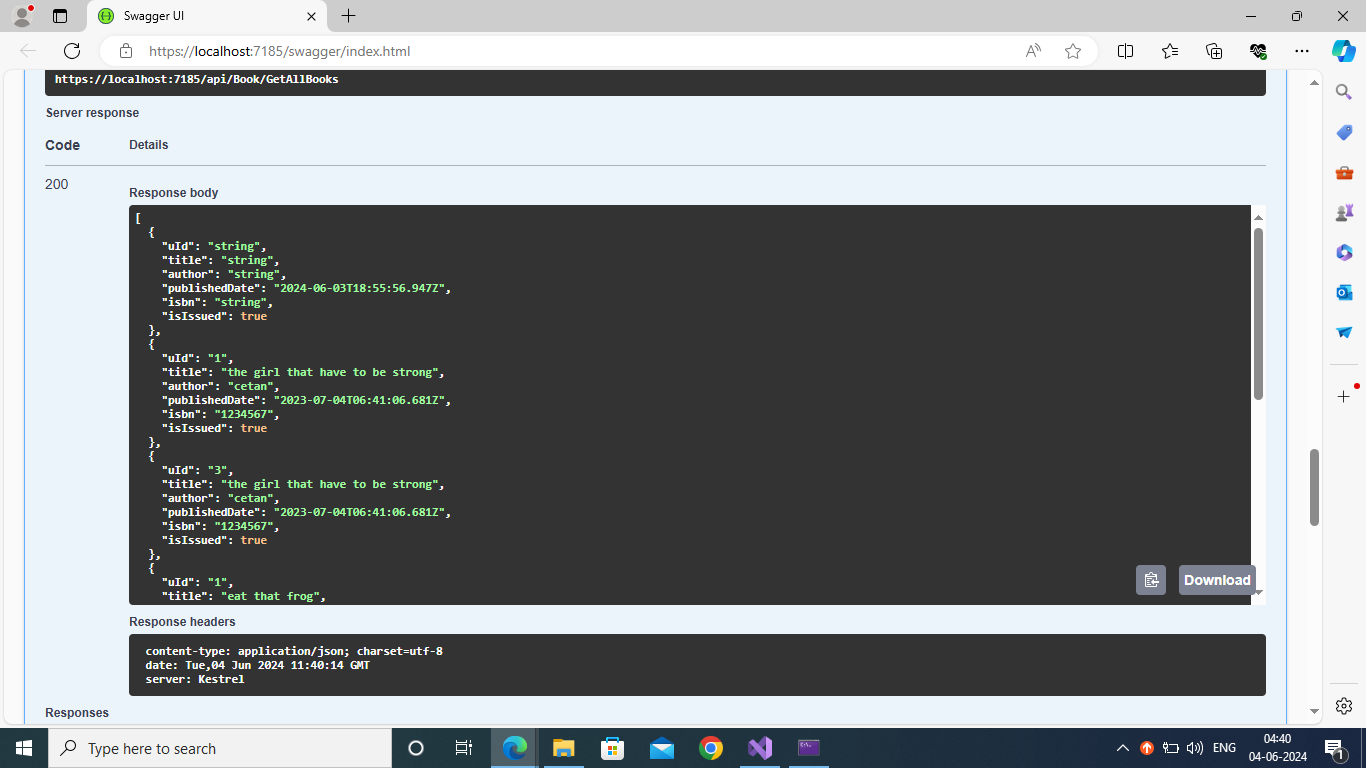 Swagger UI
https://localhost:7185/swagger/index.html
https://localhost:7185/api/Book/GetAllBooks
Server response
Code Details
200
Response body
[
{
"uId": "string",
"title": "string",
"author": "string",
"publishedDate": "2024-06-03T18:55:56.947Z",
"isbn": "string",
"isIssued": true
},
{
"uId": "1",
"title": "the girl that have to be strong",
"author": "cetan",
"publishedDate": "2023-07-04T06:41:06.681Z",
"isbn": "1234567",
"isIssued": true
},
{
"uId": "3",
"title": "the girl that have to be strong",
"author": "cetan",
"publishedDate": "2023-07-04T06:41:06.681Z",
"isbn": "1234567",
"isIssued": true
},
{
"uId": "1",
"title": "eat that frog",
Download
Response headers
content-type: application/json; charset=utf-8
date: Tue,04 Jun 2024 11:40:14 GMT
server: Kestrel
Responses
Type here to search
ENG
04:40
04-06-2024
1